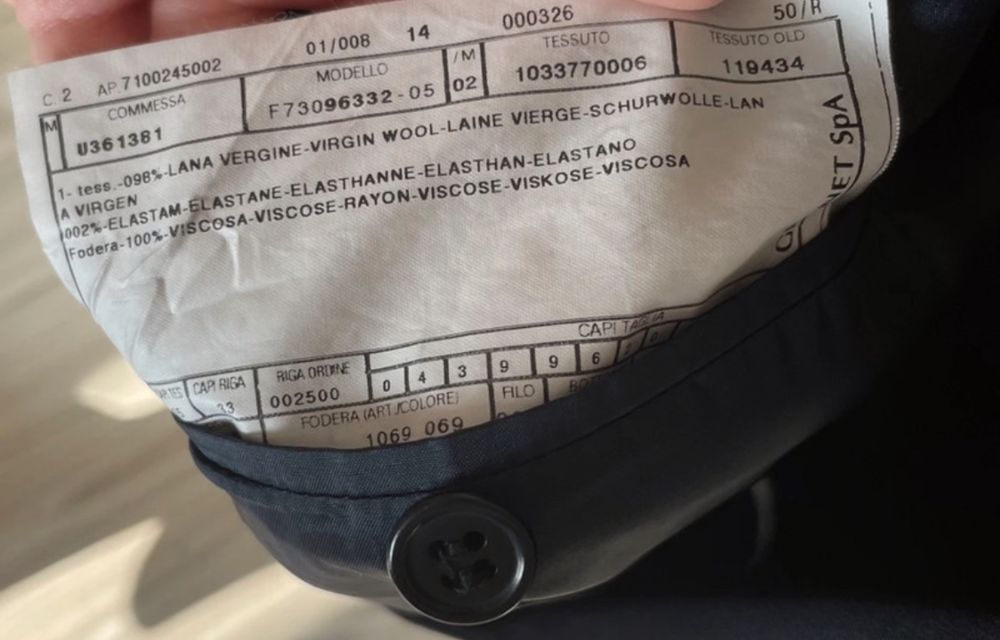 C. 2 AP.7100245002 01/008 14 000326 50/R
M COMMESSA MODELLO /M TESSUTO TESSUTO OLD
U361381 F73096332-05 02 1033770006 119434
1- tess.-098%-LANA VERGINE-VIRGIN WOOL-LAINE VIERGE-SCHURWOLLE-LAN
A VIRGEN
002%-ELASTAM-ELASTANE-ELASTHANNE-ELASTHAN-ELASTANO
Fodera-100%-VISCOSA-VISCOSE-RAYON-VISCOSE-VISKOSE-VISCOSA
SpA
CAPI TAGLIA
CAPI RIGA RIGA ORDINE 0 4 3 9 9 6
33 002500
FODERA (ART./COLORE) FILO
1069 069